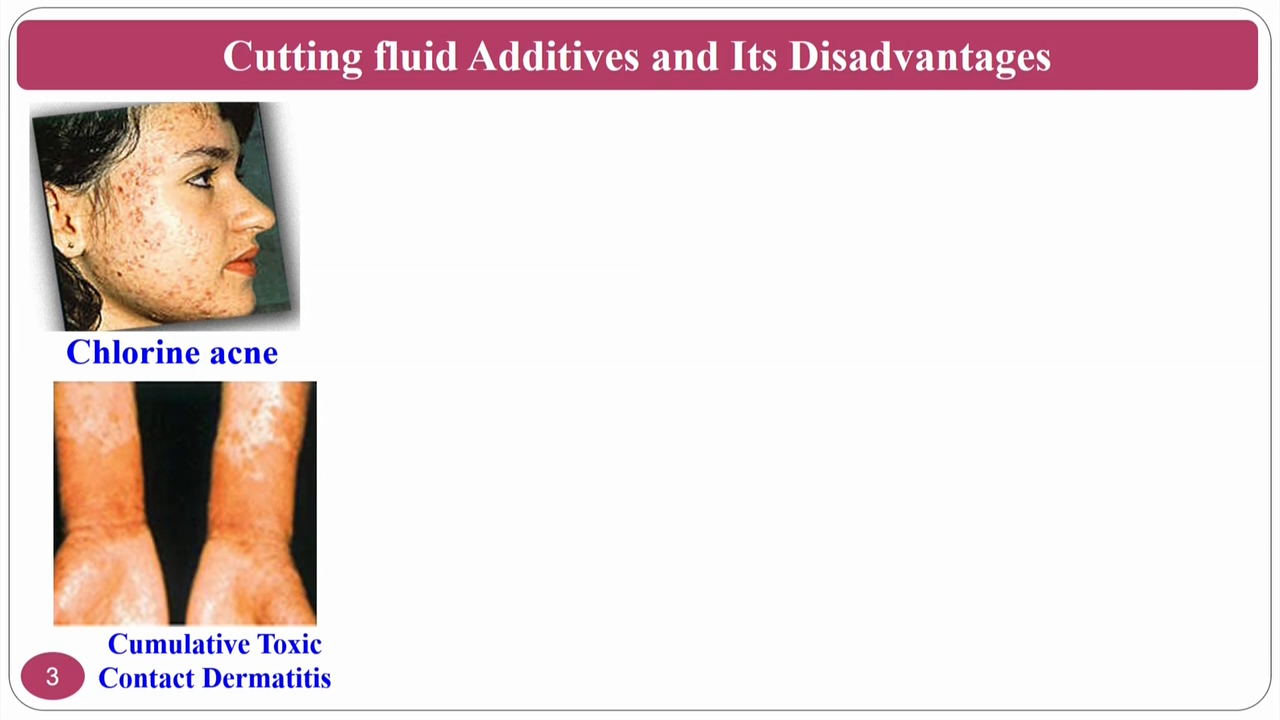 Cutting fluid Additives and Its Disadvantages
Chlorine acne
Cumulative Toxic
Contact Dermatitis
3